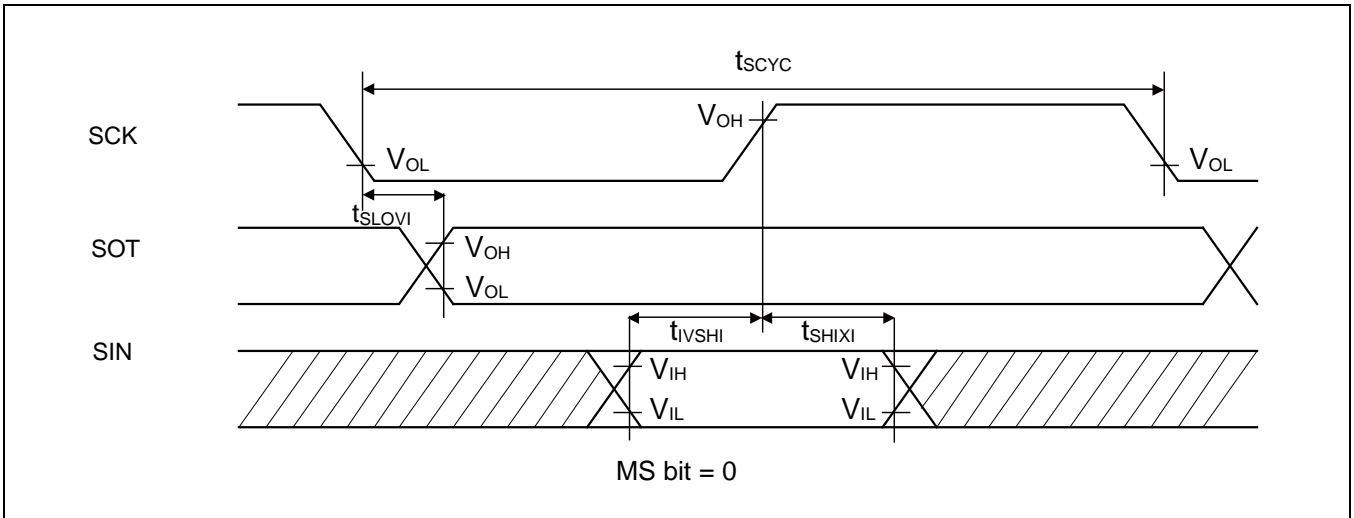 tSCYC
SCK
VOH
VOL
VOL
tSLOVI
SOT
VOH
VOL
tIVSHI
tSHIXI
SIN
VIH
VIH
VIL
VIL
MS bit = 0